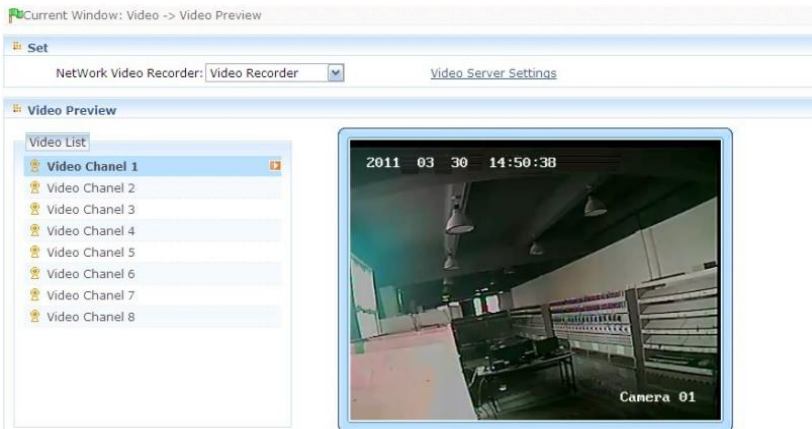 Current Window: Video -> Video Preview
Set
NetWork Video Recorder: Video Recorder Video Server Settings
Video Preview
Video List
Video Chanel 1
Video Chanel 2
Video Chanel 3
Video Chanel 4
Video Chanel 5
Video Chanel 6
Video Chanel 7
Video Chanel 8
2011 03 30 14:50:38
Camera 01